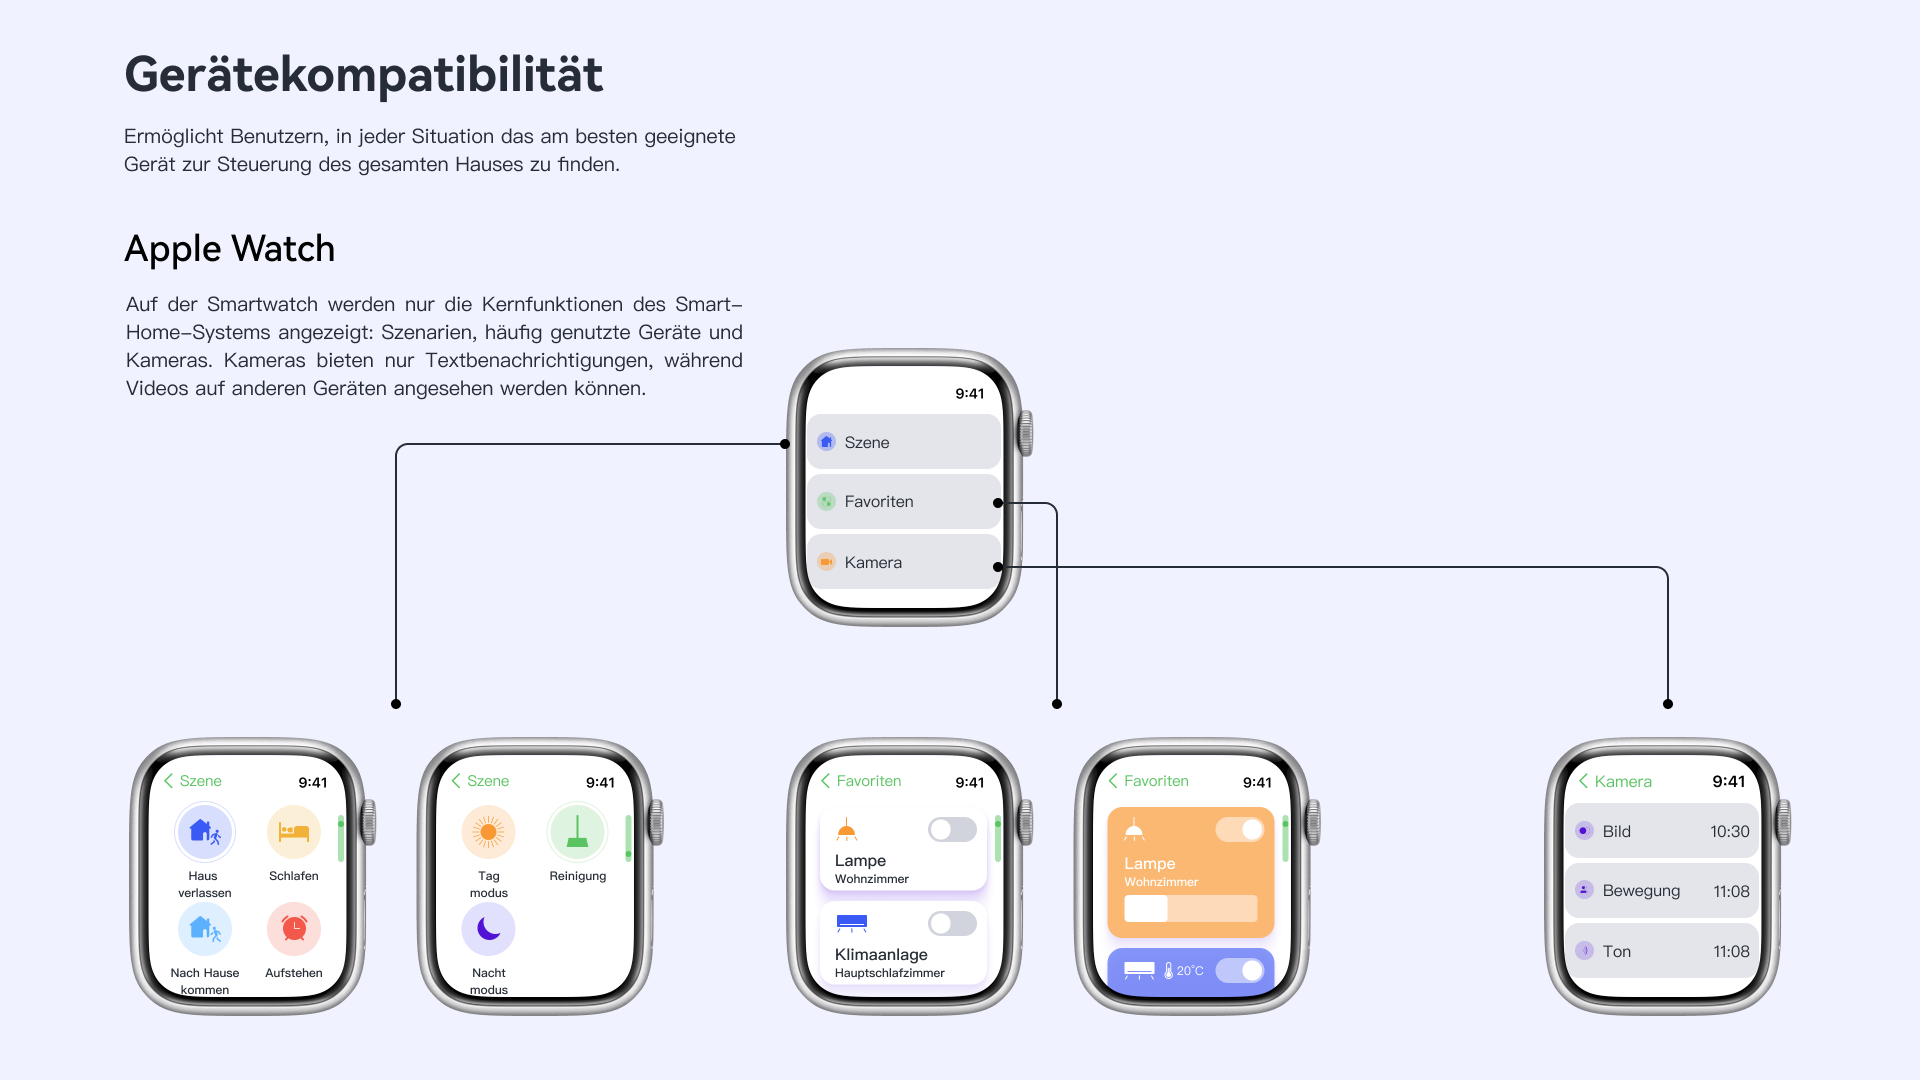 Gerätekompatibilität
Ermöglicht Benutzern, in jeder Situation das am besten geeignete
Gerät zur Steuerung des gesamten Hauses zu finden.
Apple Watch
Auf der Smartwatch werden nur die Kernfunktionen des Smart-
Home-Systems angezeigt: Szenarien, häufig genutzte Geräte und
Kameras. Kameras bieten nur Textbenachrichtigungen, während
Videos auf anderen Geräten angesehen werden können.
9:41
Szene
Favoriten
Kamera
Szene 9:41
Haus
verlassen
Schlafen
Nach Hause
kommen
Aufstehen
Szene 9:41
Tag
modus
Reinigung
Nacht
modus
Favoriten 9:41
Lampe
Wohnzimmer
Klimaanlage
Hauptschlafzimmer
Favoriten 9:41
Lampe
Wohnzimmer
20°C
Kamera 9:41
Bild 10:30
Bewegung 11:08
Ton 11:08